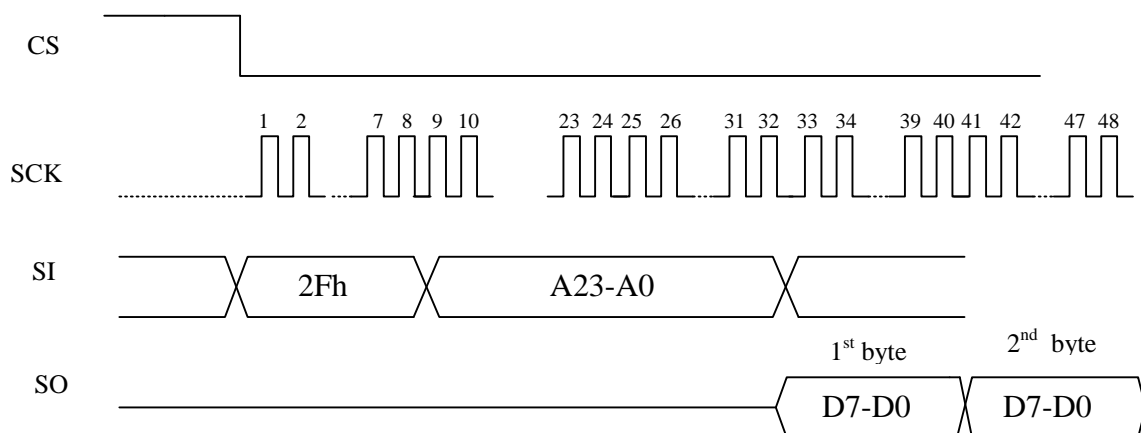 CS
1 2 7 8 9 10 23 24 25 26 31 32 33 34 39 40 41 42 47 48
SCK
SI 2Fh A23-A0
1st byte 2nd byte
SO D7-D0 D7-D0